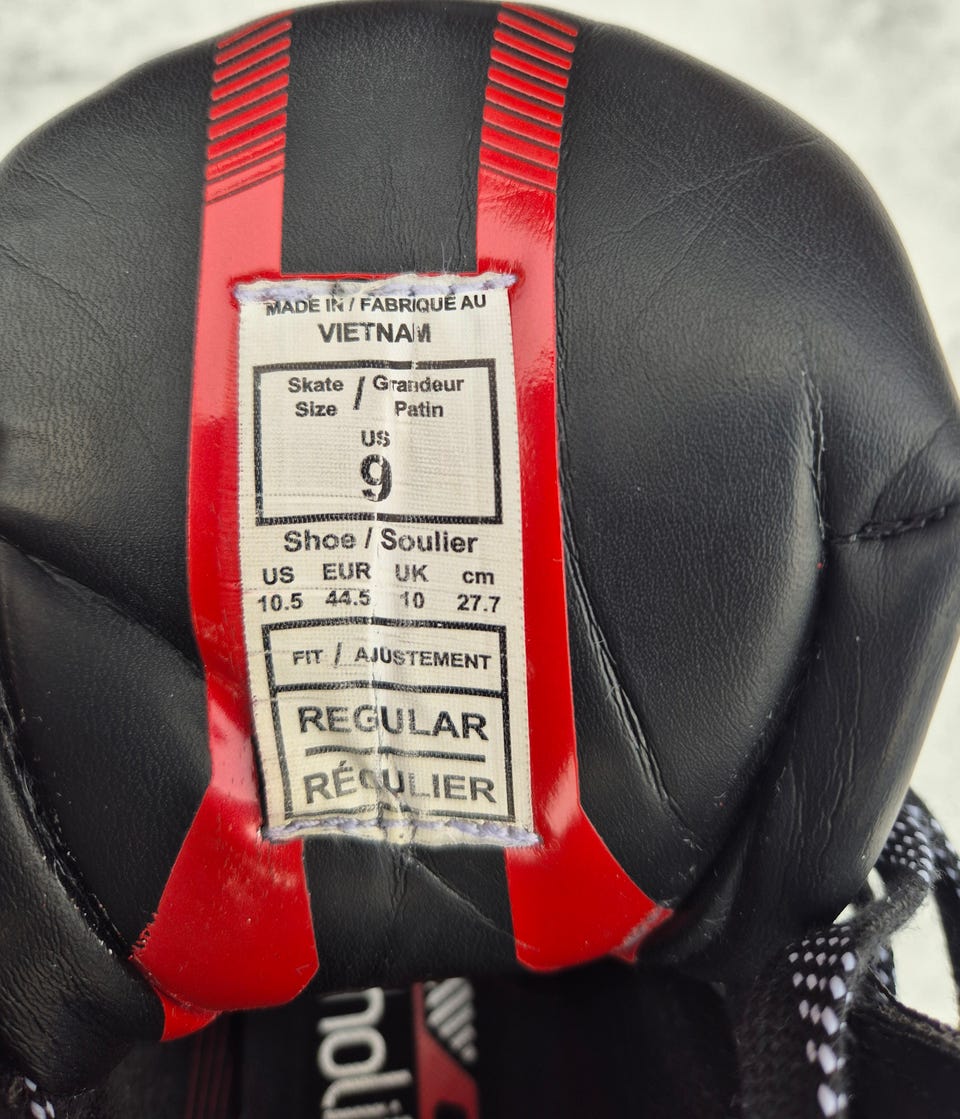 MADE IN / FABRIQUÉ AU
VIETNAM
Skate / Grandeur
Size Patin
US
9
Shoe / Soulier
US EUR UK cm
10.5 44.5 10 27.7
FIT / AJUSTEMENT
REGULAR
RÉGULIER